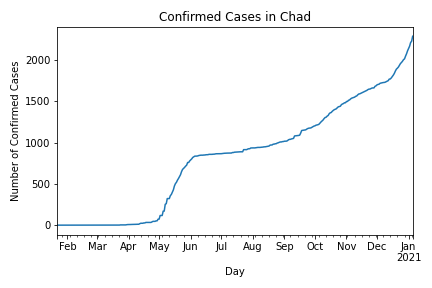 Confirmed Cases in Chad
Number of Confirmed Cases
2000
1500
1000
500
0
Feb Mar Apr May Jun Jul Aug Sep Oct Nov Dec Jan
2021
Day